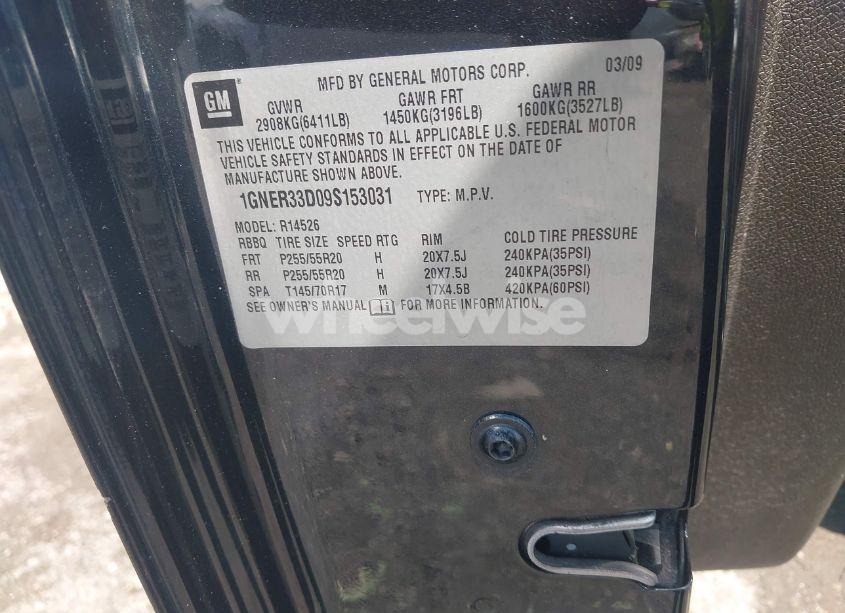 GM
MFD BY GENERAL MOTORS CORP. 03/09
GVWR GAWR FRT GAWR RR
2908KG(6411LB) 1450KG(3196LB) 1600KG(3527LB)
THIS VEHICLE CONFORMS TO ALL APPLICABLE U.S. FEDERAL MOTOR
VEHICLE SAFETY STANDARDS IN EFFECT ON THE DATE OF
MANUFACTURE SHOWN ABOVE.
1GNER33D09S153031 TYPE: M.P.V.
MODEL: R14526
RBBQ TIRE SIZE SPEED RTG RIM COLD TIRE PRESSURE
FRT P255/55R20 H 20X7.5J 240KPA(35PSI)
RR P255/55R20 H 20X7.5J 240KPA(35PSI)
SPA T145/70R17 M 17X4.5B 420KPA(60PSI)
SEE OWNER'S MANUAL FOR MORE INFORMATION.
wheelwise